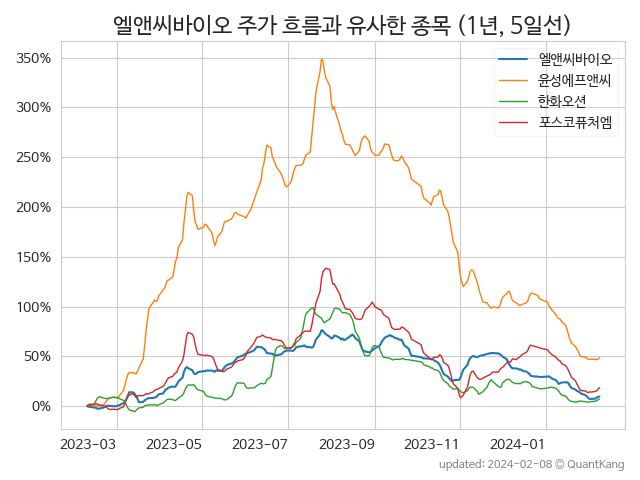 엘앤씨바이오 주가 흐름과 유사한 종목 (1년, 5일선)
엘앤씨바이오
윤성에프앤씨
한화오션
포스코퓨처엠
350%
300%
250%
200%
150%
100%
50%
0%
2023-03 2023-05 2023-07 2023-09 2023-11 2024-01
updated: 2024-02-08 © QuantKang